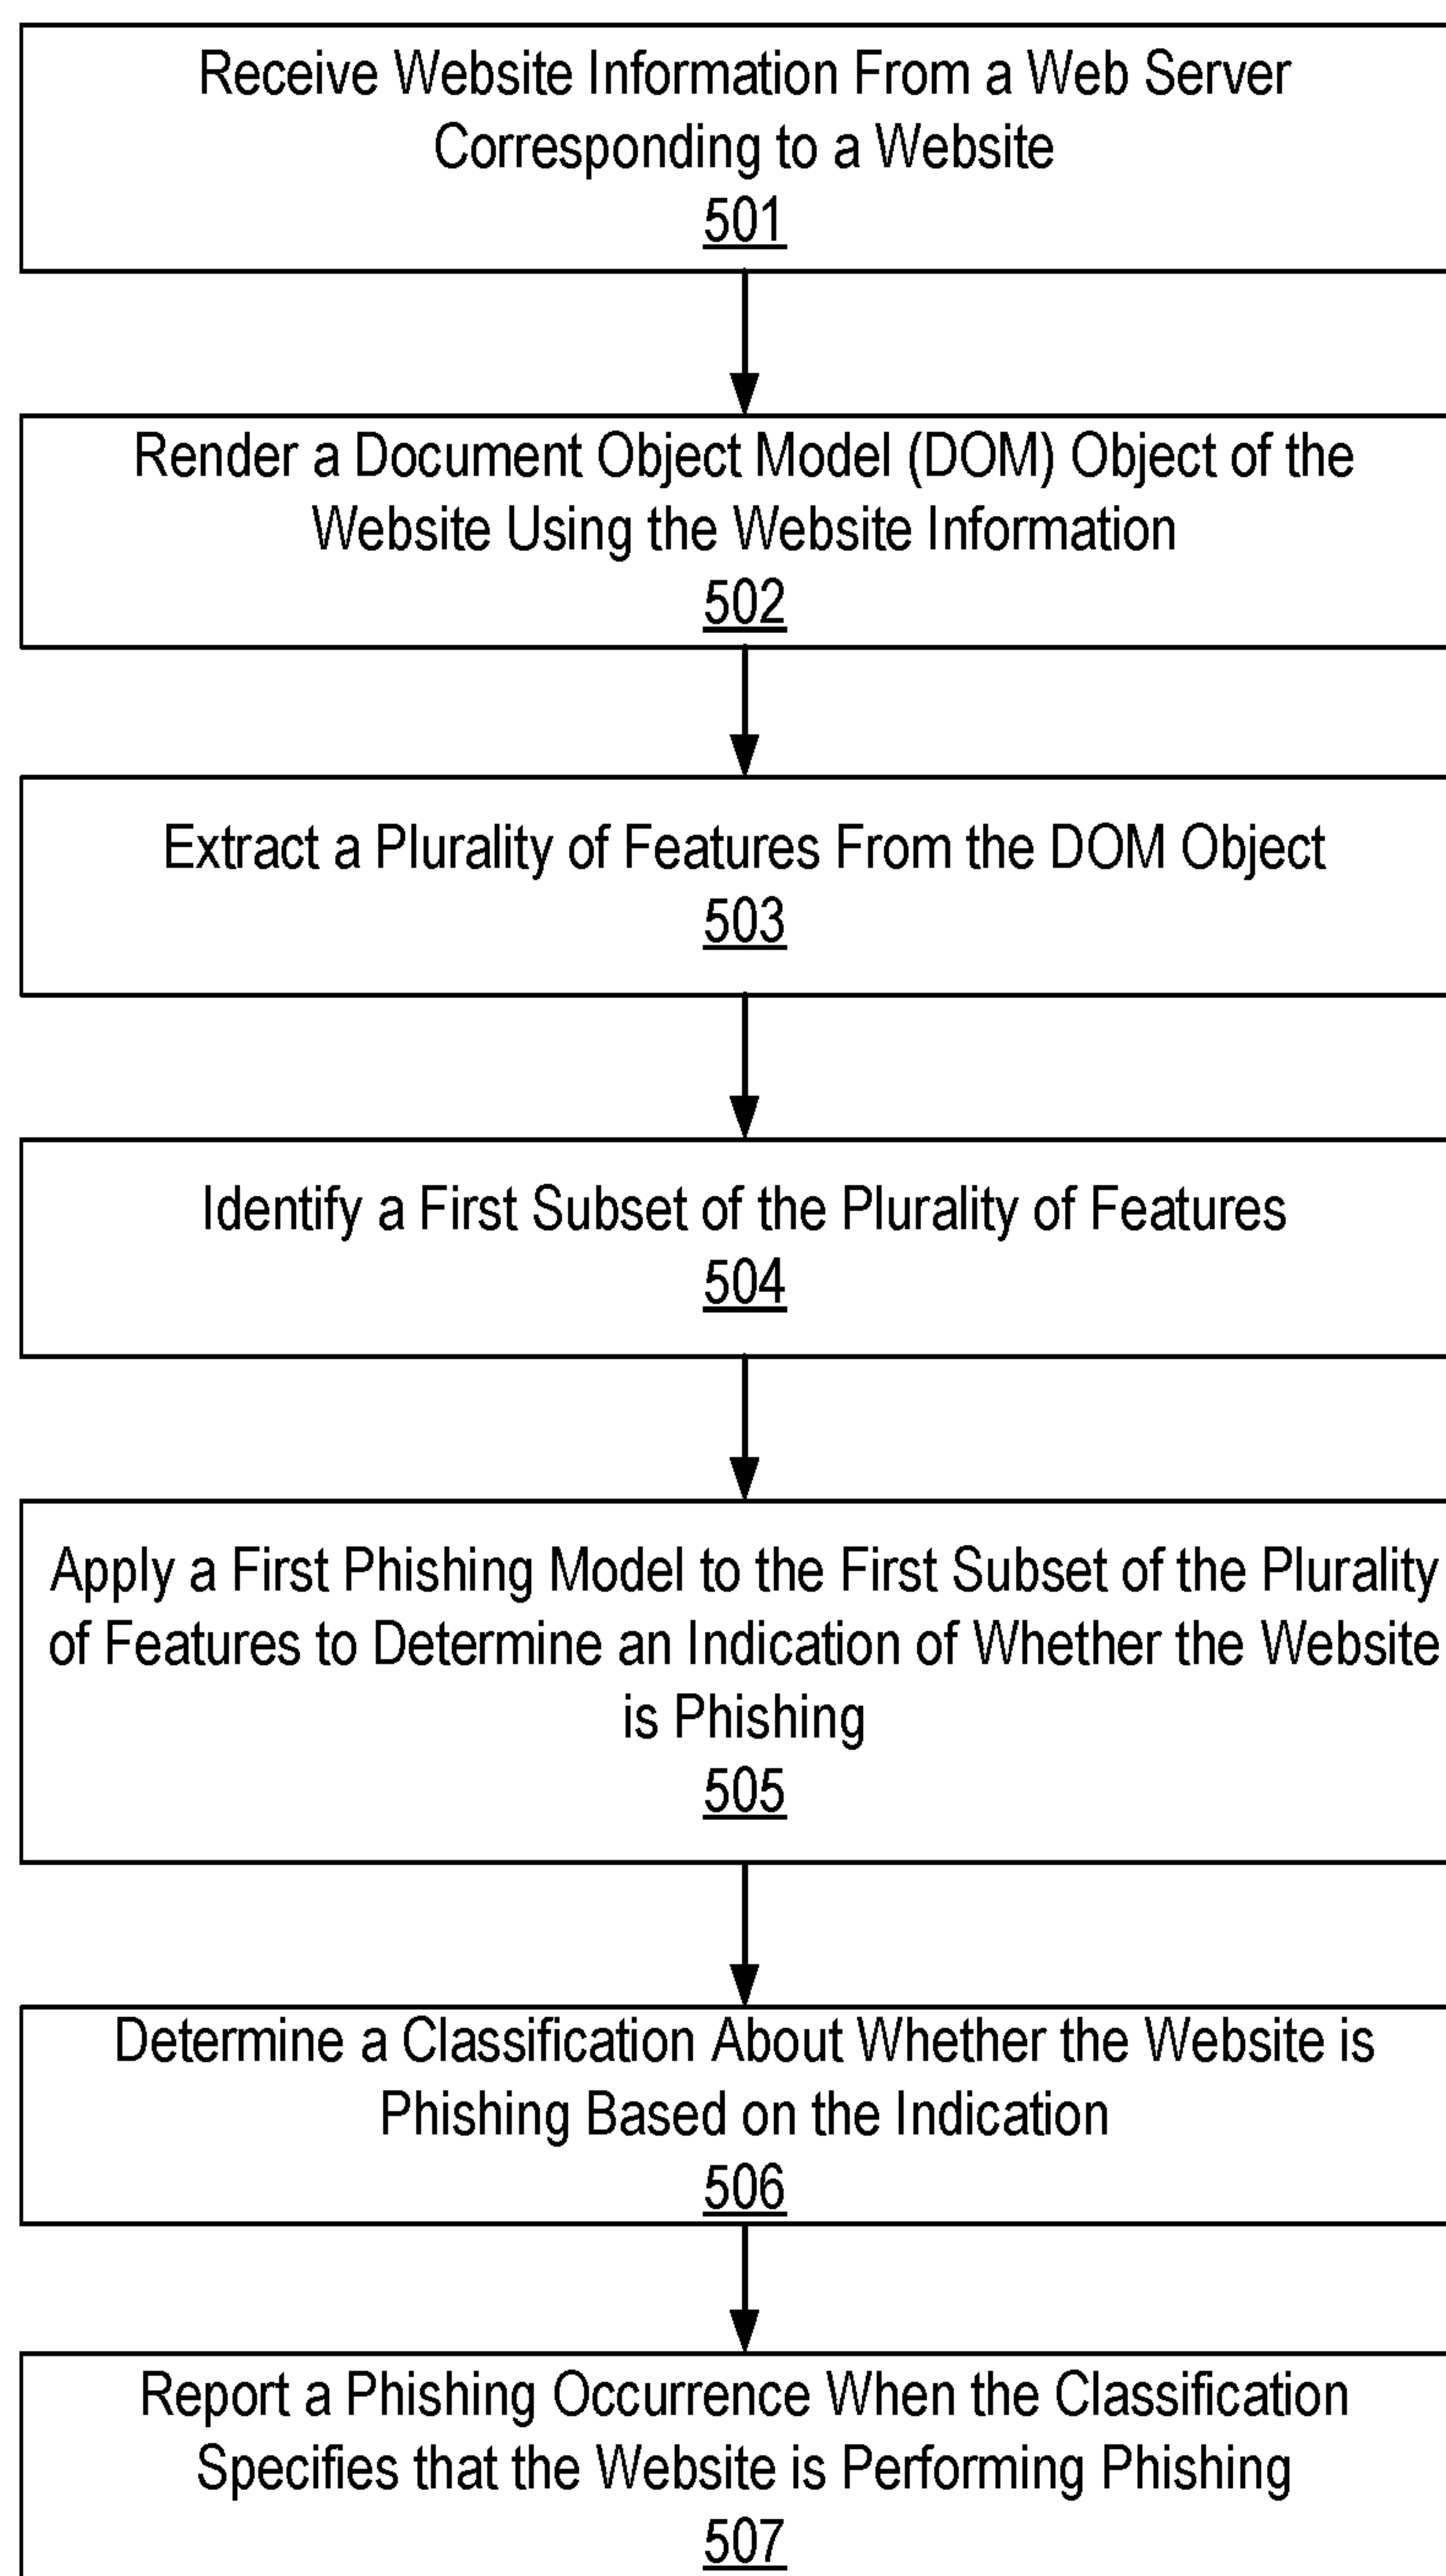 Receive Website Information From a Web Server
Corresponding to a Website
501
Render a Document Object Model (DOM) Object of the
Website Using the Website Information
502
Extract a Plurality of Features From the DOM Object
503
Identify a First Subset of the Plurality of Features
504
Apply a First Phishing Model to the First Subset of the Plurality
of Features to Determine an Indication of Whether the Website
is Phishing
505
Determine a Classification About Whether the Website is
Phishing Based on the Indication
506
Report a Phishing Occurrence When the Classification
Specifies that the Website is Performing Phishing
507